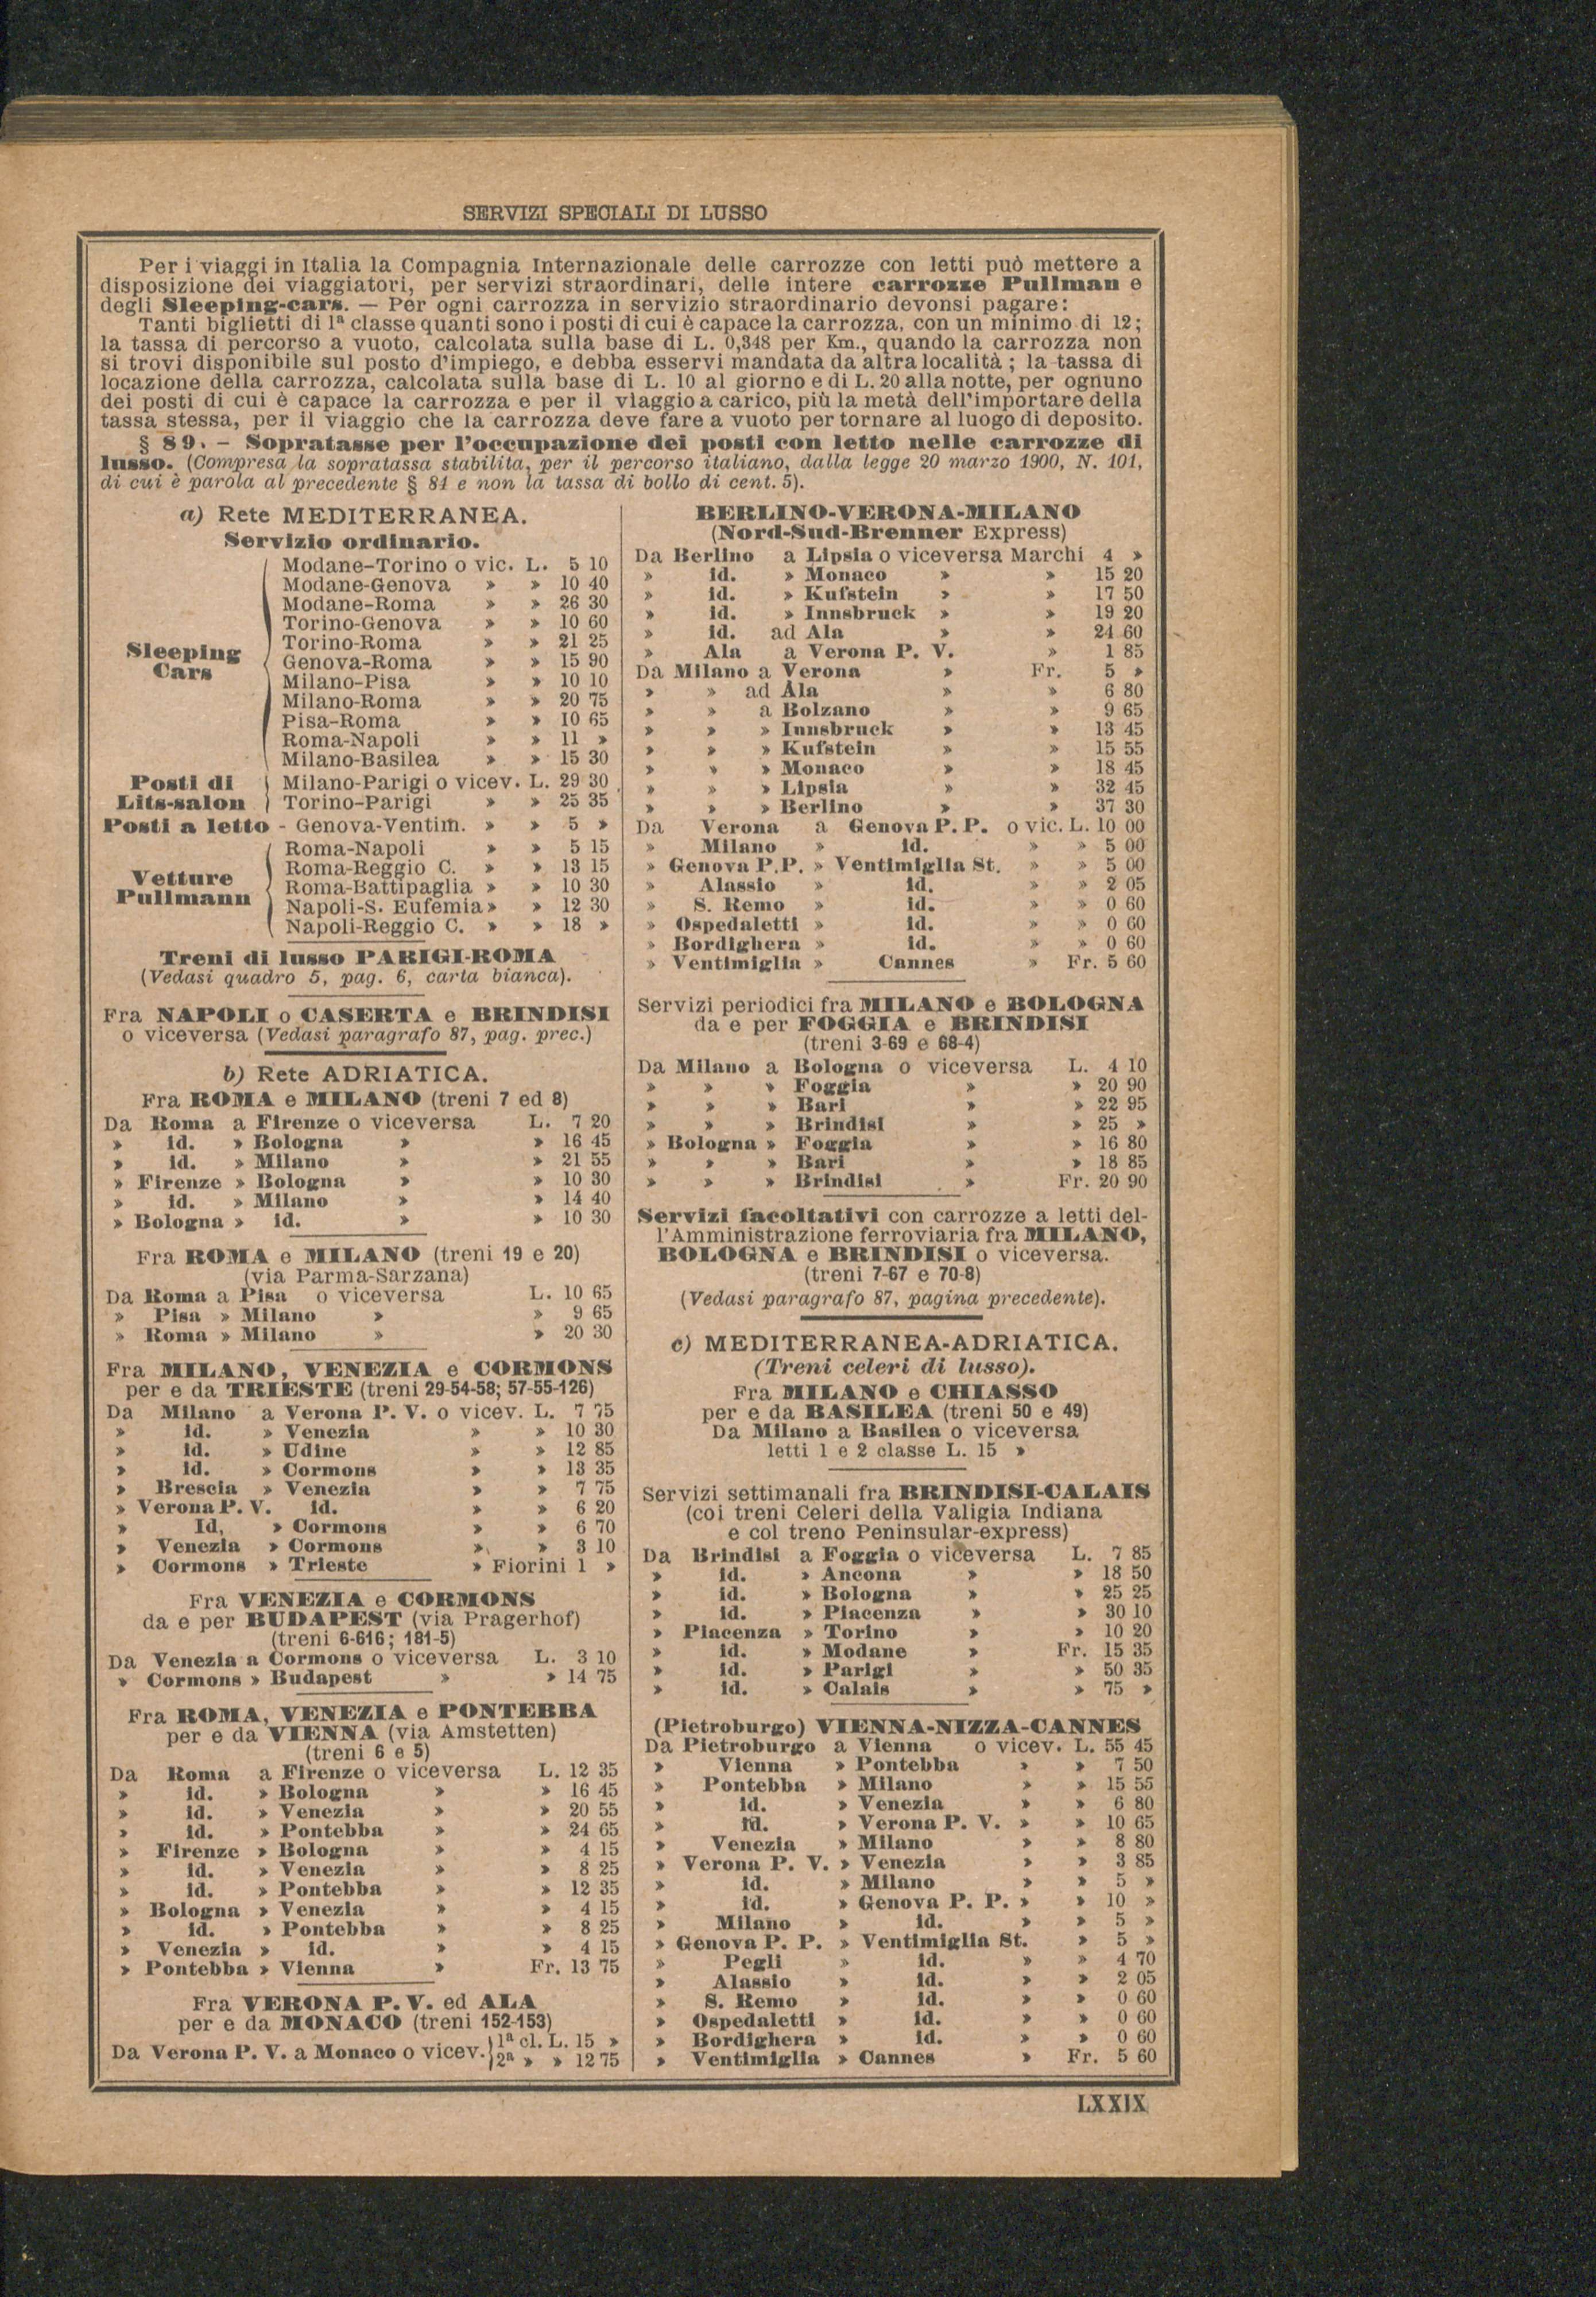 SERVIZI SPECIALI DI LUSSO
Per i viaggi in Italia la Compagnia Internazionale delle carrozze con letti può mettere a
disposizione dei viaggiatori, per servizi straordinari, delle intere carrozze Pullman e
degli Sleeping-cars. — Per ogni carrozza in servizio straordinario devonsi pagare:
Tanti biglietti di 1ª classe quanti sono i posti di cui è capace la carrozza, con un minimo di 12;
la tassa di percorso a vuoto, calcolata sulla base di L. 0,348 per Km., quando la carrozza non
si trovi disponibile sul posto d'impiego, e debba esservi mandata da altra località; la tassa di
locazione della carrozza, calcolata sulla base di L. 10 al giorno e di L. 20 alla notte, per ognuno
dei posti di cui è capace la carrozza e per il viaggio a carico, più la metà dell'importare della
tassa stessa, per il viaggio che la carrozza deve fare a vuoto per tornare al luogo di deposito.
§ 89. – Sopratasse per l'occupazione dei posti con letto nelle carrozze di
lusso. (Compresa la sopratassa stabilita, per il percorso italiano, dalla legge 20 marzo 1900, N. 101,
di cui è parola al precedente § 84 e non la tassa di bollo di cent. 5).
a) Rete MEDITERRANEA.
Servizio ordinario.
Sleeping Cars
Modane-Torino o vic. L. 5 10
Modane-Genova » » 10 40
Modane-Roma » » 26 30
Torino-Genova » » 10 60
Torino-Roma » » 21 25
Genova-Roma » » 15 90
Milano-Pisa » » 10 10
Milano-Roma » » 20 75
Pisa-Roma » » 10 65
Roma-Napoli » » 11 »
Milano-Basilea » » 15 30
Posti di Lits-salon
Milano-Parigi o vicev. L. 29 30
Torino-Parigi » » 25 35
Posti a letto - Genova-Ventim. » » 5 »
Vetture Pullmann
Roma-Napoli » » 5 15
Roma-Reggio C. » » 13 15
Roma-Battipaglia » » 10 30
Napoli-S. Eufemia » » 12 30
Napoli-Reggio C. » » 18 »
Treni di lusso PARIGI-ROMA
(Vedasi quadro 5, pag. 6, carta bianca).
Fra NAPOLI o CASERTA e BRINDISI
o viceversa (Vedasi paragrafo 87, pag. prec.)
b) Rete ADRIATICA.
Fra ROMA e MILANO (treni 7 ed 8)
Da Roma a Firenze o viceversa L. 7 20
» id. » Bologna » » 16 45
» id. » Milano » » 21 55
» Firenze » Bologna » » 10 30
» id. » Milano » » 14 40
» Bologna » id. » » 10 30
Fra ROMA e MILANO (treni 19 e 20)
(via Parma-Sarzana)
Da Roma a Pisa o viceversa L. 10 65
» Pisa » Milano » » 9 65
» Roma » Milano » » 20 30
Fra MILANO, VENEZIA e CORMONS
per e da TRIESTE (treni 29-54-58; 57-55-126)
Da Milano a Verona P. V. o vicev. L. 7 75
» id. » Venezia » » 10 30
» id. » Udine » » 12 85
» id. » Cormons » » 13 35
» Brescia » Venezia » » 7 75
» Verona P. V. id. » » 6 20
» Id, » Cormons » » 6 70
» Venezia » Cormons » » 3 10
» Cormons » Trieste » Fiorini 1 »
Fra VENEZIA e CORMONS
da e per BUDAPEST (via Pragerhof)
(treni 6-616; 181-5)
Da Venezia a Cormons o viceversa L. 3 10
» Cormons » Budapest » » 14 75
Fra ROMA, VENEZIA e PONTEBBA
per e da VIENNA (via Amstetten)
(treni 6 e 5)
Da Roma a Firenze o viceversa L. 12 35
» id. » Bologna » » 16 45
» id. » Venezia » » 20 55
» id. » Pontebba » » 24 65
» Firenze » Bologna » » 4 15
» id. » Venezia » » 8 25
» id. » Pontebba » » 12 35
» Bologna » Venezia » » 4 15
» id. » Pontebba » » 8 25
» Venezia » id. » » 4 15
» Pontebba » Vienna » Fr. 13 75
Fra VERONA P. V. ed ALA
per e da MONACO (treni 152-153)
Da Verona P. V. a Monaco o vicev. 1ª cl. L. 15 »
2ª » » 12 75
BERLINO-VERONA-MILANO
(Nord-Sud-Brenner Express)
Da Berlino a Lipsia o viceversa Marchi 4 »
» id. » Monaco » » 15 20
» id. » Kufstein » » 17 50
» id. » Innsbruck » » 19 20
» id. ad Ala » » 24 60
» Ala a Verona P. V. » 1 85
Da Milano a Verona » Fr. 5 »
» » ad Ala » » 6 80
» » a Bolzano » » 9 65
» » » Innsbruck » » 13 45
» » » Kufstein » » 15 55
» » » Monaco » » 18 45
» » » Lipsia » » 32 45
» » » Berlino » » 37 30
Da Verona a Genova P. P. o vic. L. 10 00
» Milano » id. » » 5 00
» Genova P.P. » Ventimiglia St. » » 5 00
» Alassio » id. » » 2 05
» S. Remo » id. » » 0 60
» Ospedaletti » id. » » 0 60
» Bordighera » id. » » 0 60
» Ventimiglia » Cannes » Fr. 5 60
Servizi periodici fra MILANO e BOLOGNA
da e per FOGGIA e BRINDISI
(treni 3-69 e 68-4)
Da Milano a Bologna o viceversa L. 4 10
» » » Foggia » » 20 90
» » » Bari » » 22 95
» » » Brindisi » » 25 »
» Bologna » Foggia » » 16 80
» » » Bari » » 18 85
» » » Brindisi » Fr. 20 90
Servizi facoltativi con carrozze a letti del-
l'Amministrazione ferroviaria fra MILANO,
BOLOGNA e BRINDISI o viceversa.
(treni 7-67 e 70-8)
(Vedasi paragrafo 87, pagina precedente).
c) MEDITERRANEA-ADRIATICA.
(Treni celeri di lusso).
Fra MILANO e CHIASSO
per e da BASILEA (treni 50 e 49)
Da Milano a Basilea o viceversa
letti 1 e 2 classe L. 15 »
Servizi settimanali fra BRINDISI-CALAIS
(coi treni Celeri della Valigia Indiana
e col treno Peninsular-express)
Da Brindisi a Foggia o viceversa L. 7 85
» id. » Ancona » » 18 50
» id. » Bologna » » 25 25
» id. » Piacenza » » 30 10
» Piacenza » Torino » » 10 20
» id. » Modane » Fr. 15 35
» id. » Parigi » » 50 35
» id. » Calais » » 75 »
(Pietroburgo) VIENNA-NIZZA-CANNES
Da Pietroburgo a Vienna o vicev. L. 55 45
» Vienna » Pontebba » » 7 50
» Pontebba » Milano » » 15 55
» id. » Venezia » » 6 80
» id. » Verona P. V. » » 10 65
» Venezia » Milano » » 8 80
» Verona P. V. » Venezia » » 3 85
» id. » Milano » » 5 »
» id. » Genova P. P. » » 10 »
» Milano » id. » » 5 »
» Genova P. P. » Ventimiglia St. » 5 »
» Pegli » id. » » 4 70
» Alassio » id. » » 2 05
» S. Remo » id. » » 0 60
» Ospedaletti » id. » » 0 60
» Bordighera » id. » » 0 60
» Ventimiglia » Cannes » Fr. 5 60
LXXIX